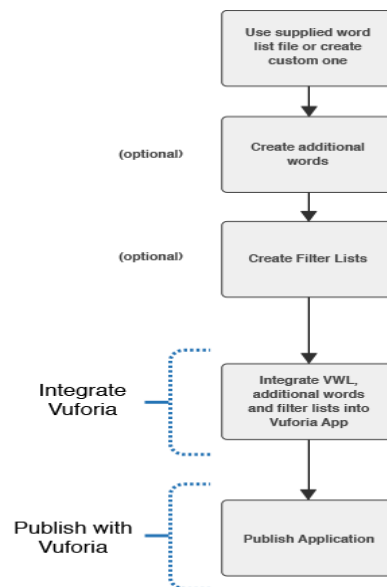 Use supplied word
list file or create
custom one
(optional)
Create additional
words
(optional)
Create Filter Lists
Integrate
Vuforia
Integrate VWL,
additional words
and filter lists into
Vuforia App
Publish with
Vuforia
Publish Application